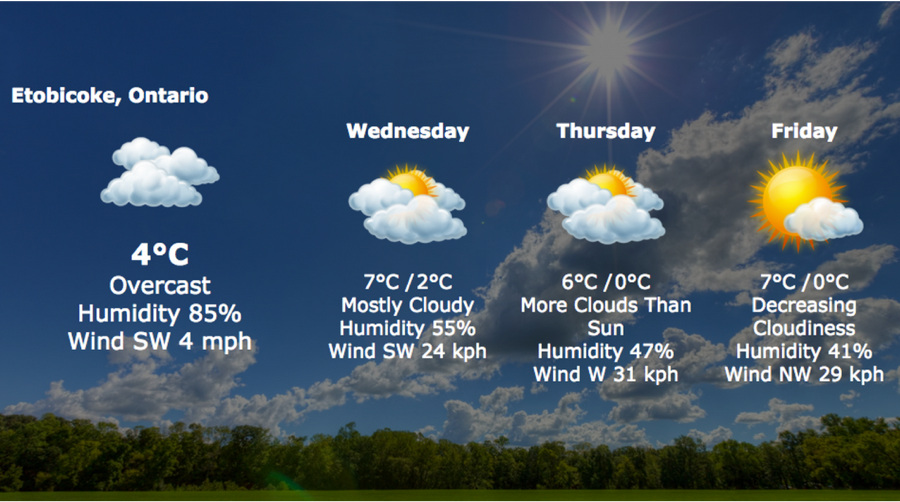 Etobicoke, Ontario
4°C
Overcast
Humidity 85%
Wind SW 4 mph
Wednesday
7°C / 2°C
Mostly Cloudy
Humidity 55%
Wind SW 24 kph
Thursday
6°C / 0°C
More Clouds Than
Sun
Humidity 47%
Wind W 31 kph
Friday
7°C / 0°C
Decreasing
Cloudiness
Humidity 41%
Wind NW 29 kph